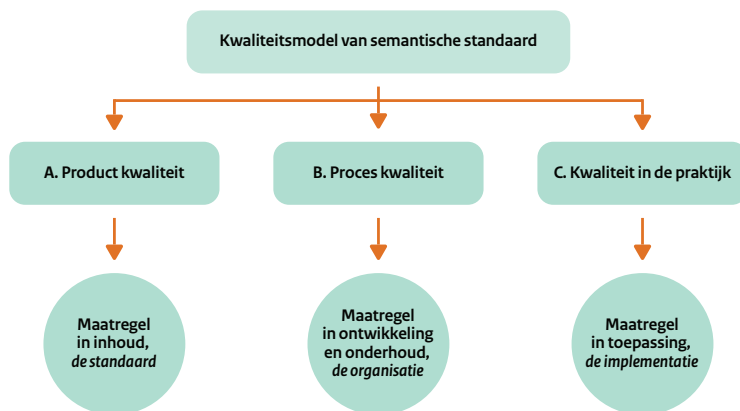 Kwaliteitsmodel van semantische standaard
A. Product kwaliteit
B. Proces kwaliteit
C. Kwaliteit in de praktijk
Maatregel
in inhoud,
de standaard
Maatregel
in ontwikkeling
en onderhoud,
de organisatie
Maatregel
in toepassing,
de implementatie